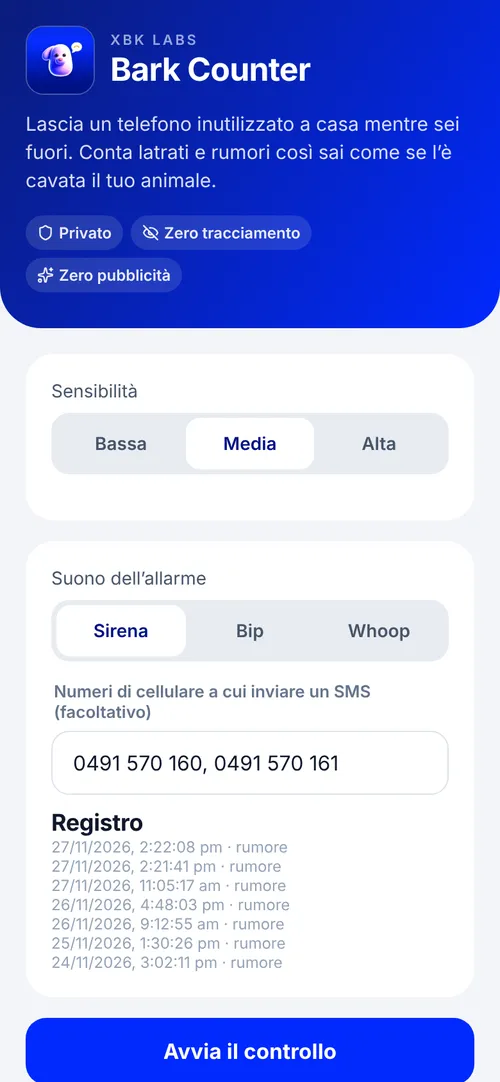 XBK LABS
Bark Counter
Lascia un telefono inutilizzato a casa mentre sei
fuori. Conta latrati e rumori così sai come se l’è
cavata il tuo animale.
Privato
Zero tracciamento
Zero pubblicità
Sensibilità
Bassa
Media
Alta
Suono dell’allarme
Sirena
Bip
Whoop
Numeri di cellulare a cui inviare un SMS
(facoltativo)
0491 570 160, 0491 570 161
Registro
27/11/2026, 2:22:08 pm · rumore
27/11/2026, 2:21:41 pm · rumore
27/11/2026, 11:05:17 am · rumore
26/11/2026, 4:48:03 pm · rumore
26/11/2026, 9:12:55 am · rumore
25/11/2026, 1:30:26 pm · rumore
24/11/2026, 3:02:11 pm · rumore
Avvia il controllo